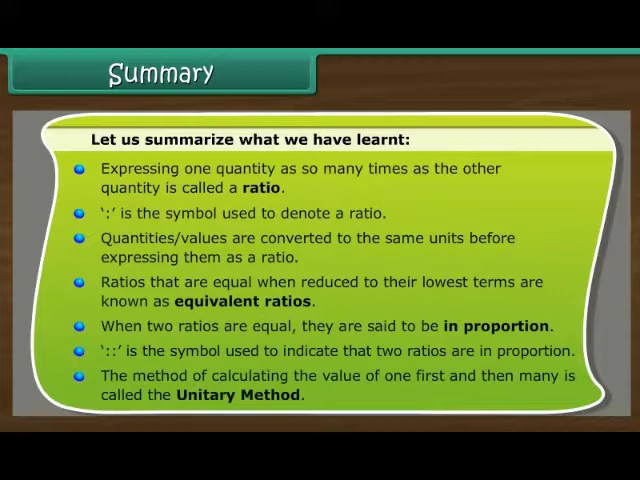 Summary
Let us summarize what we have learnt:
Expressing one quantity as so many times as the other
quantity is called a ratio.
‘:’ is the symbol used to denote a ratio.
Quantities/values are converted to the same units before
expressing them as a ratio.
Ratios that are equal when reduced to their lowest terms are
known as equivalent ratios.
When two ratios are equal, they are said to be in proportion.
‘::’ is the symbol used to indicate that two ratios are in proportion.
The method of calculating the value of one first and then many is
called the Unitary Method.